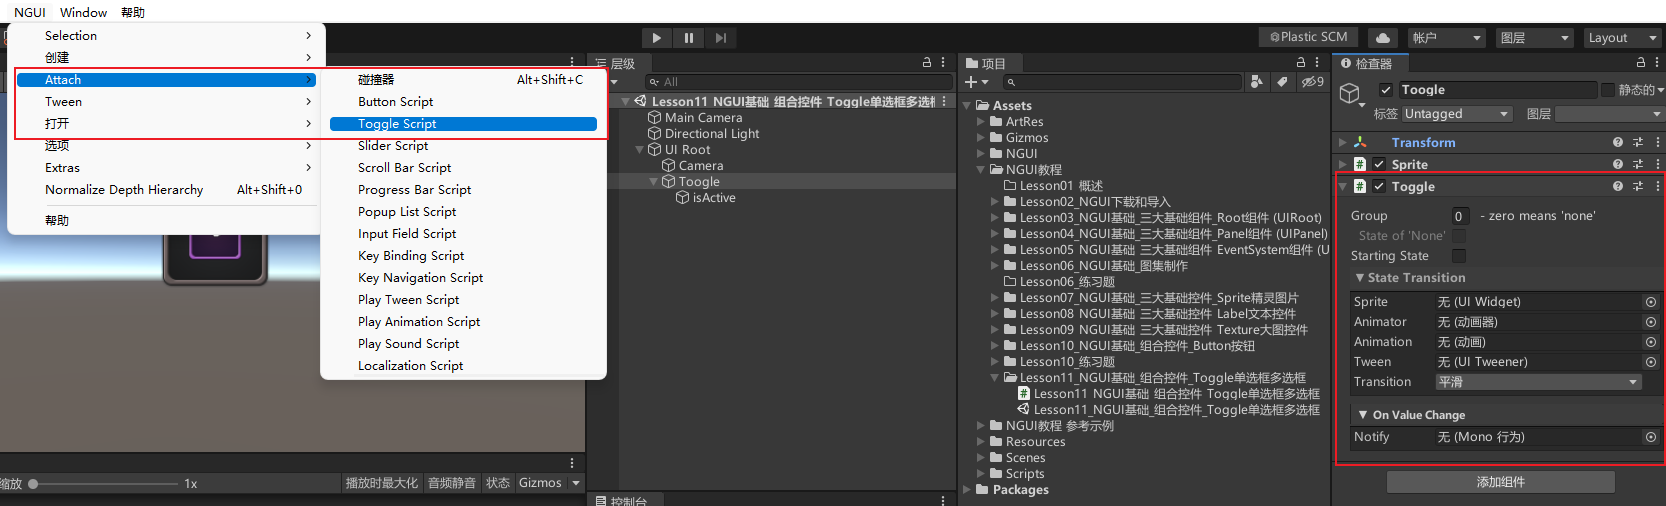 NGUI Window 帮助
Selection
创建
Attach
Tween
打开
选项
Extras
Normalize Depth Hierarchy Alt+Shift+0
帮助
碰撞器 Alt+Shift+C
Button Script
Toggle Script
Slider Script
Scroll Bar Script
Progress Bar Script
Popup List Script
Input Field Script
Key Binding Script
Key Navigation Script
Play Tween Script
Play Animation Script
Play Sound Script
Localization Script
缩放 1x 播放时最大化 音频静音 状态 Gizmos
Plastic SCM 帐户 图层 Layout
层级
All
Lesson11_NGUI基础_组合控件_Toggle单选框多选框
Main Camera
Directional Light
UI Root
Camera
Toogle
isActive
控制台
项目
9
Assets
ArtRes
Gizmos
NGUI
NGUI教程
Lesson01_概述
Lesson02_NGUI下载和导入
Lesson03_NGUI基础_三大基础组件_Root组件 (UIRoot)
Lesson04_NGUI基础_三大基础组件_Panel组件 (UIPanel)
Lesson05_NGUI基础_三大基础组件_EventSystem组件 (U
Lesson06_NGUI基础_图集制作
Lesson06_练习题
Lesson07_NGUI基础_三大基础控件_Sprite精灵图片
Lesson08_NGUI基础_三大基础控件_Label文本控件
Lesson09_NGUI基础_三大基础控件_Texture大图控件
Lesson10_NGUI基础_组合控件_Button按钮
Lesson10_练习题
Lesson11_NGUI基础_组合控件_Toggle单选框多选框
Lesson11_NGUI基础_组合控件_Toggle单选框多选框
Lesson11_NGUI基础_组合控件_Toggle单选框多选框
NGUI教程_参考示例
Resources
Scenes
Scripts
Packages
检查器
Toogle 静态的
标签 Untagged 图层
Transform
Sprite
Toggle
Group 0 - zero means 'none'
State of 'None'
Starting State
State Transition
Sprite 无 (UI Widget)
Animator 无 (动画器)
Animation 无 (动画)
Tween 无 (UI Tweener)
Transition 平滑
On Value Change
Notify 无 (Mono 行为)
添加组件